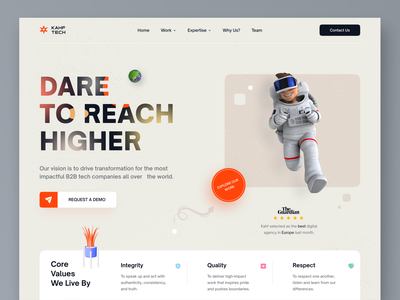 KAHF
TECH
Home
Work
Expertise
Why Us?
Team
Contact Us
DARE
TO REACH
HIGHER
Our vision is to drive transformation for the most
impactful B2B tech companies all over the world.
REQUEST A DEMO
EXPLORE OUR
WORK
The
Guardian
Kahf selected as the best digital
agency in Europe last month.
Core
Values
We Live By
Integrity
To speak up and act with
authenticity, consistency,
and truth.
Quality
To deliver high-impact
work that inspires pride
and pushes boundaries.
Respect
To respect one another,
listen and learn from our
differences.